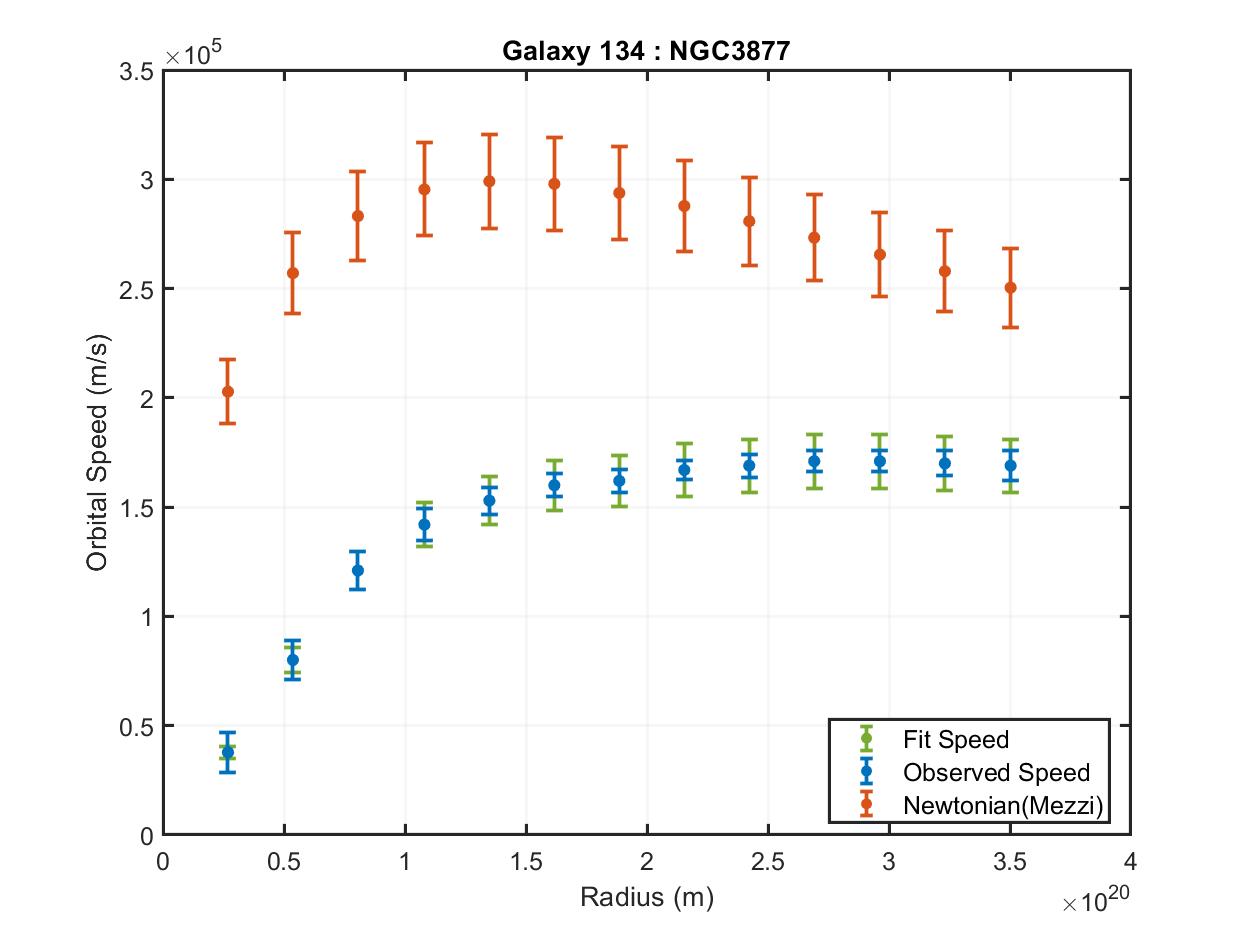 Galaxy 134 : NGC3877
×10^5
3.5
3
2.5
2
1.5
1
0.5
0
Orbital Speed (m/s)
Fit Speed
Observed Speed
Newtonian(Mezzi)
0 0.5 1 1.5 2 2.5 3 3.5 4
Radius (m)
×10^20